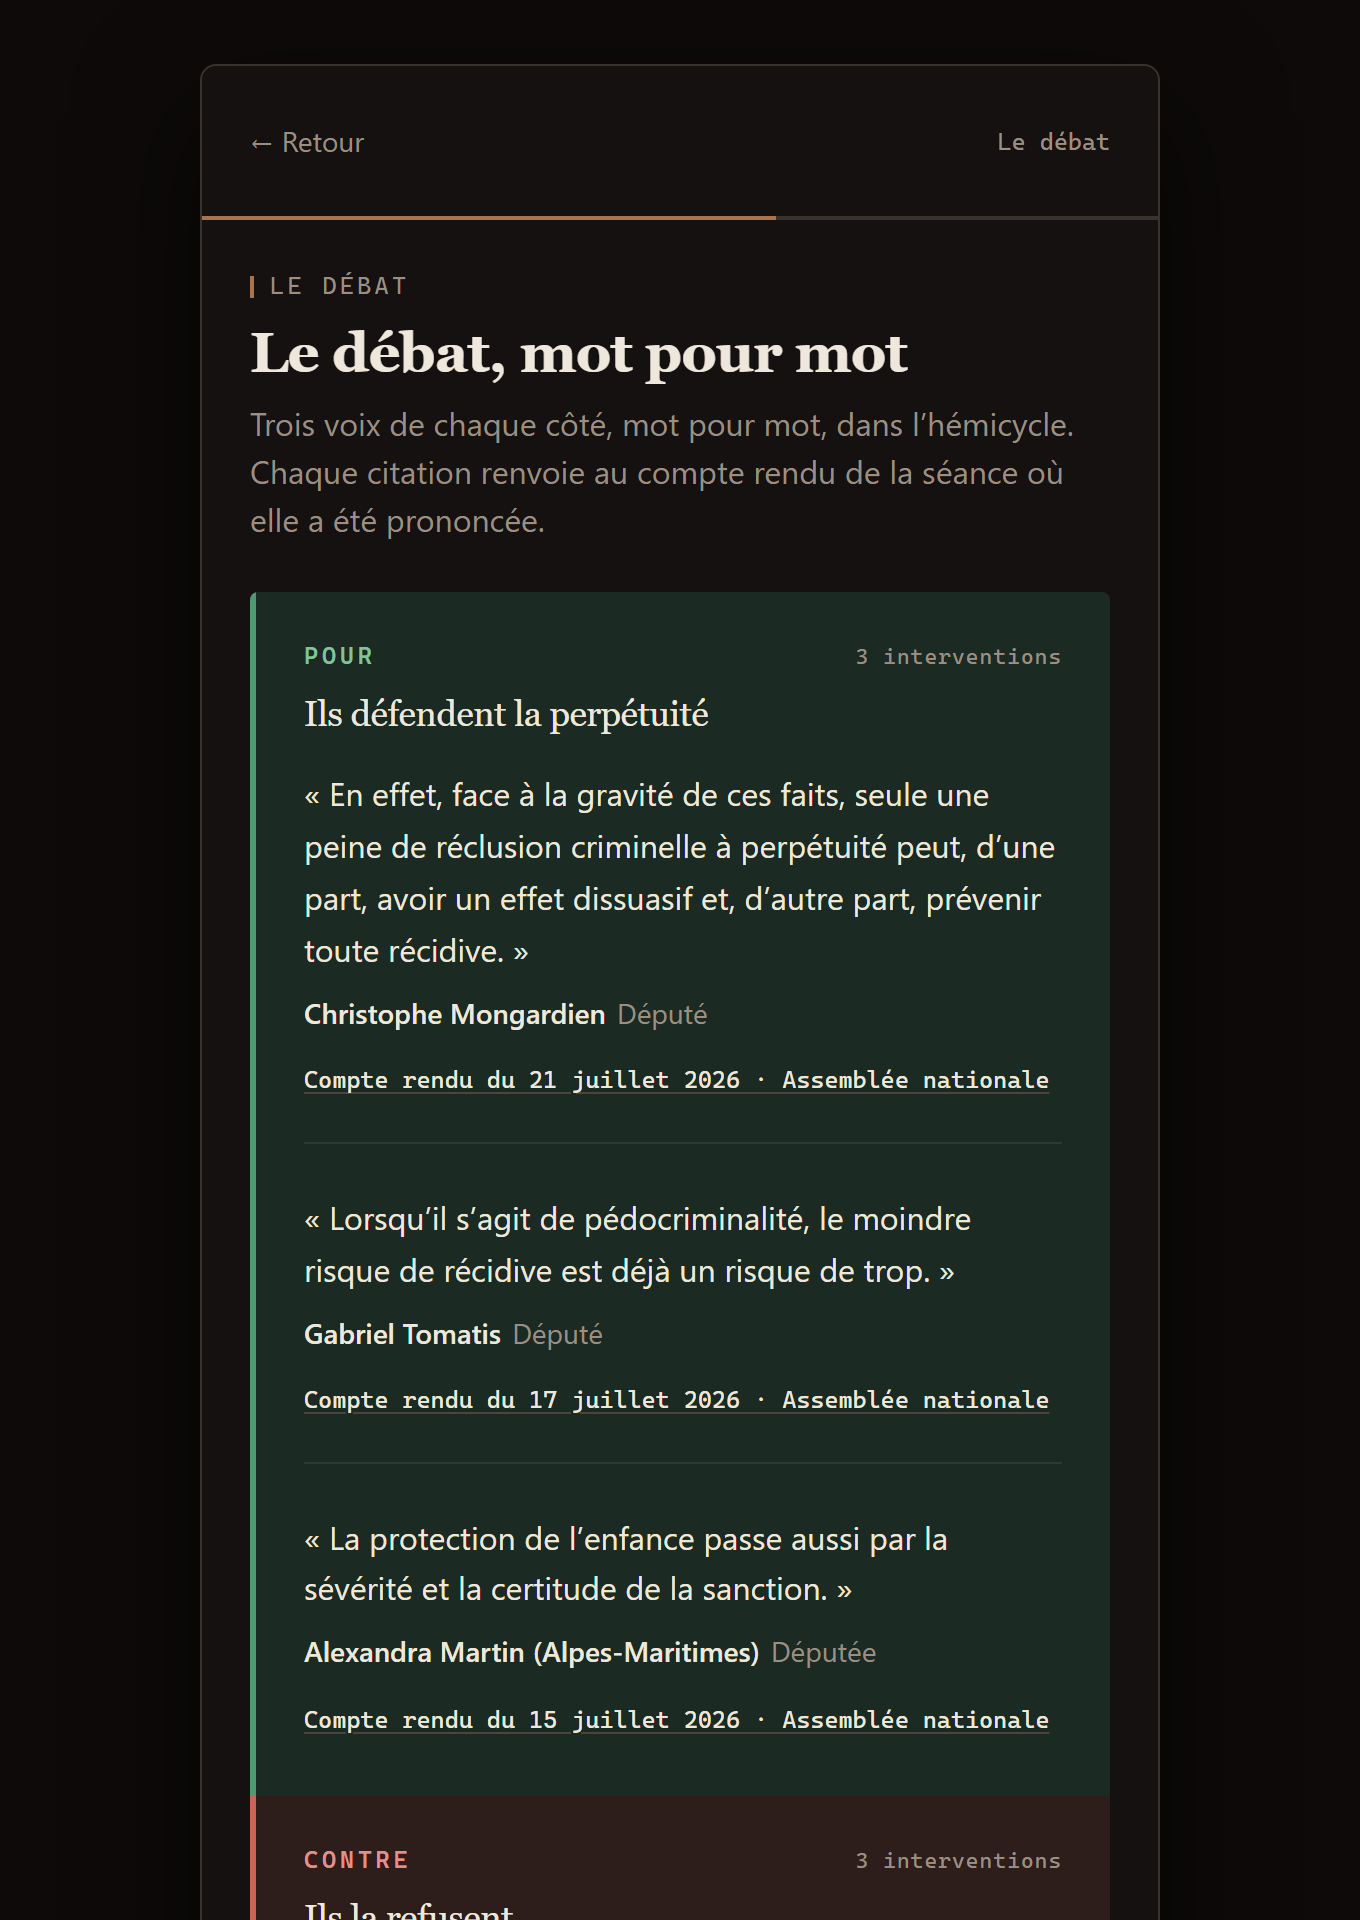 ← Retour
Le débat
LE DÉBAT
Le débat, mot pour mot
Trois voix de chaque côté, mot pour mot, dans l’hémicycle.
Chaque citation renvoie au compte rendu de la séance où
elle a été prononcée.
POUR
3 interventions
Ils défendent la perpétuité
« En effet, face à la gravité de ces faits, seule une
peine de réclusion criminelle à perpétuité peut, d’une
part, avoir un effet dissuasif et, d’autre part, prévenir
toute récidive. »
Christophe Mongardien Député
Compte rendu du 21 juillet 2026 · Assemblée nationale
« Lorsqu’il s’agit de pédocriminalité, le moindre
risque de récidive est déjà un risque de trop. »
Gabriel Tomatis Député
Compte rendu du 17 juillet 2026 · Assemblée nationale
« La protection de l’enfance passe aussi par la
sévérité et la certitude de la sanction. »
Alexandra Martin (Alpes-Maritimes) Députée
Compte rendu du 15 juillet 2026 · Assemblée nationale
CONTRE
3 interventions
Ils la refusent